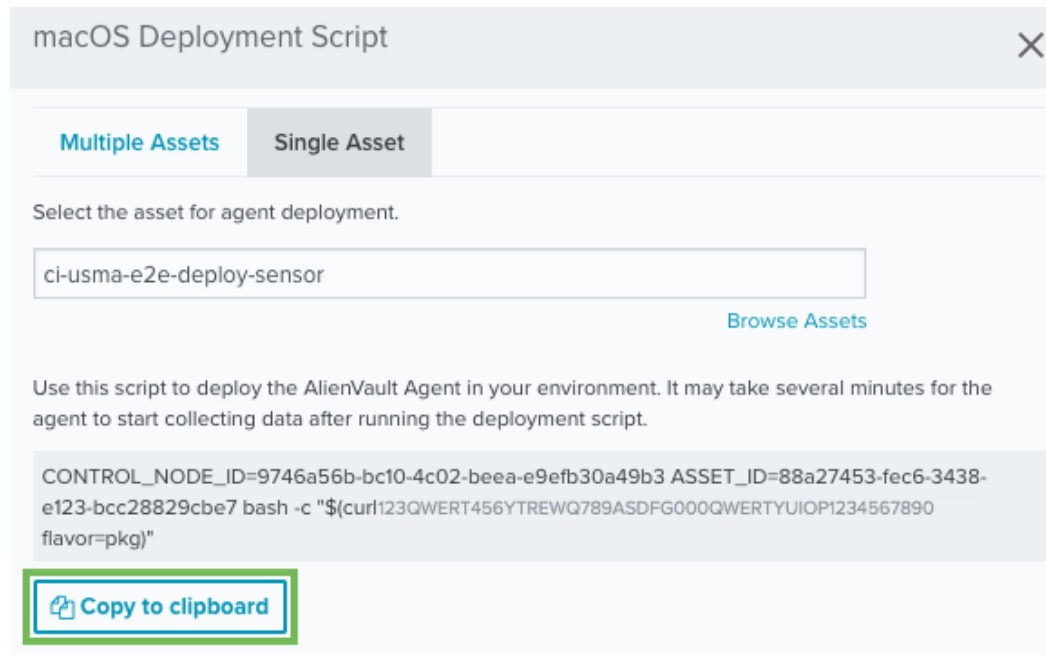 macOS Deployment Script
Multiple Assets
Single Asset
Select the asset for agent deployment.
ci-usma-e2e-deploy-sensor
Browse Assets
Use this script to deploy the AlienVault Agent in your environment. It may take several minutes for the
agent to start collecting data after running the deployment script.
CONTROL_NODE_ID=9746a56b-bc10-4c02-beea-e9efb30a49b3 ASSET_ID=88a27453-fec6-3438-
e123-bcc28829cbe7 bash -c "$(curl123QWERT456YTREWQ789ASDFG000QWERTYUIOP1234567890
flavor=pkg)"
Copy to clipboard